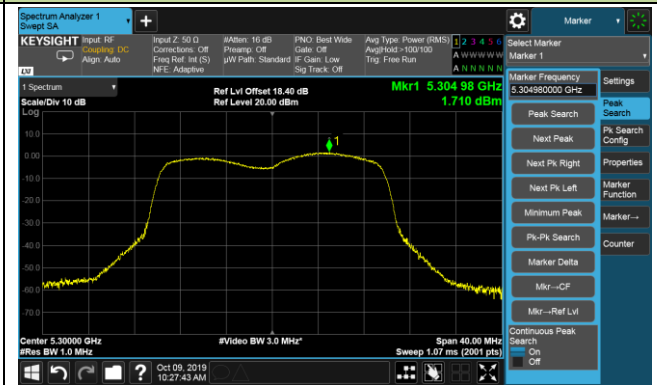 Spectrum Analyzer 1
Swept SA
Marker
KEYSIGHT
Input: RF
Coupling: DC
Align: Auto
Input Z: 50 Ω
Corrections: Off
Freq Ref: Int (S)
NFE: Adaptive
#Atten: 16 dB
Preamp: Off
µW Path: Standard
PNO: Best Wide
Gate: Off
IF Gain: Low
Sig Track: Off
Avg Type: Power (RMS)
Avg|Hold:>100/100
Trig: Free Run
1 2 3 4 5 6
A W W W W W
A N N N N N
LXI
Select Marker
Marker 1
1 Spectrum
Scale/Div 10 dB
Log
Ref Lvl Offset 18.40 dB
Ref Level 20.00 dBm
Mkr1 5.304 98 GHz
1.710 dBm
10.0
0.00
-10.0
-20.0
-30.0
-40.0
-50.0
-60.0
-70.0
1
Center 5.30000 GHz
#Res BW 1.0 MHz
#Video BW 3.0 MHz*
Span 40.00 MHz
Sweep 1.07 ms (2001 pts)
Marker Frequency
5.304980000 GHz
Peak Search
Next Peak
Next Pk Right
Next Pk Left
Minimum Peak
Pk-Pk Search
Marker Delta
Mkr→CF
Mkr→Ref Lvl
Continuous Peak
Search
On
Off
Settings
Peak
Search
Pk Search
Config
Properties
Marker
Function
Marker→
Counter
?
Oct 09, 2019
10:27:43 AM